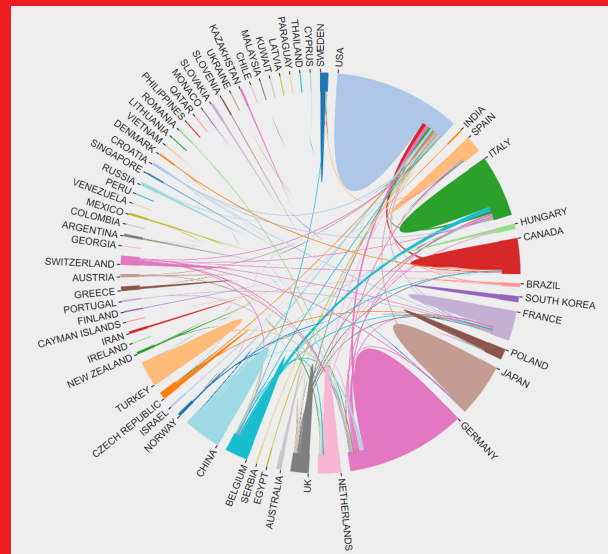 SWEDEN
USA
INDIA
SPAIN
ITALY
HUNGARY
CANADA
BRAZIL
SOUTH KOREA
FRANCE
POLAND
JAPAN
GERMANY
NETHERLANDS
UK
AUSTRALIA
EGYPT
SERBIA
BELGIUM
CHINA
NORWAY
ISRAEL
CZECH REPUBLIC
TURKEY
NEW ZEALAND
IRELAND
IRAN
CAYMAN ISLANDS
FINLAND
PORTUGAL
GREECE
AUSTRIA
SWITZERLAND
GEORGIA
ARGENTINA
COLOMBIA
MEXICO
VENEZUELA
PERU
RUSSIA
SINGAPORE
CROATIA
DENMARK
VIETNAM
LITHUANIA
ROMANIA
PHILIPPINES
QATAR
MONACO
SLOVAKIA
SLOVENIA
UKRAINE
KAZAKHSTAN
CHILE
MALAYSIA
KUWAIT
LATVIA
PARAGUAY
THAILAND
CYPRUS